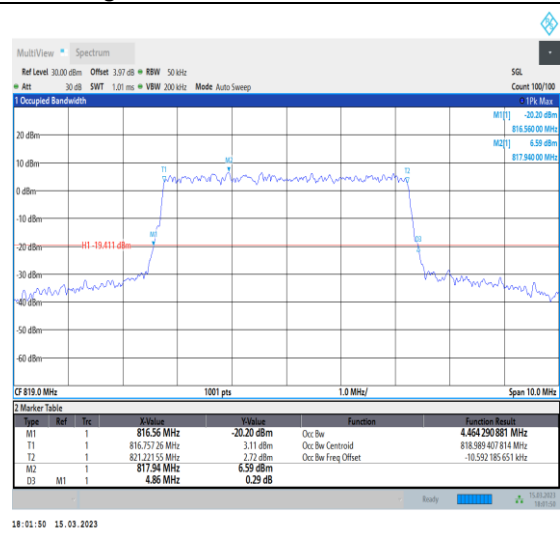 MultiView Spectrum
Ref Level 30.00 dBm Offset 3.97 dB RBW 50 kHz SGL
Att 30 dB SWT 1.01 ms VBW 200 kHz Mode Auto Sweep Count 100/100
1 Occupied Bandwidth 1Pk Max
M1[1] -20.20 dBm
816.560 00 MHz
M2[1] 6.59 dBm
817.940 00 MHz
20 dBm
10 dBm
0 dBm
-10 dBm
-20 dBm
-30 dBm
-40 dBm
-50 dBm
-60 dBm
T1
M2
T2
M1
D3
H1 -19.411 dBm
CF 819.0 MHz 1001 pts 1.0 MHz/ Span 10.0 MHz
2 Marker Table
Type Ref Trc X-Value Y-Value Function Function Result
M1 1 816.56 MHz -20.20 dBm Occ Bw 4.464 290 881 MHz
T1 1 816.757 26 MHz 3.11 dBm Occ Bw Centroid 818.989 407 814 MHz
T2 1 821.221 55 MHz 2.72 dBm Occ Bw Freq Offset -10.592 185 651 kHz
M2 1 817.94 MHz 6.59 dBm
D3 M1 1 4.86 MHz 0.29 dB
Ready 15.03.2023
18:01:50
18:01:50 15.03.2023